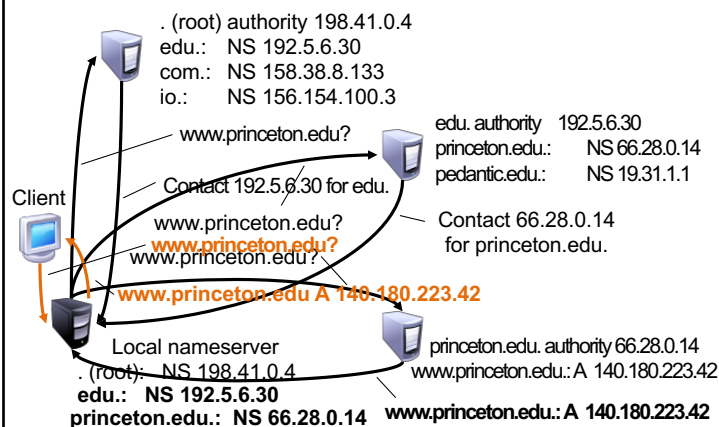 . (root) authority 198.41.0.4
edu.: NS 192.5.6.30
com.: NS 158.38.8.133
io.: NS 156.154.100.3
www.princeton.edu?
edu. authority 192.5.6.30
princeton.edu.: NS 66.28.0.14
pedantic.edu.: NS 19.31.1.1
Client
Contact 192.5.6.30 for edu.
www.princeton.edu?
Contact 66.28.0.14
for princeton.edu.
www.princeton.edu?
www.princeton.edu?
www.princeton.edu A 140.180.223.42
Local nameserver
. (root): NS 198.41.0.4
edu.: NS 192.5.6.30
princeton.edu.: NS 66.28.0.14
princeton.edu. authority 66.28.0.14
www.princeton.edu.: A 140.180.223.42
www.princeton.edu.: A 140.180.223.42